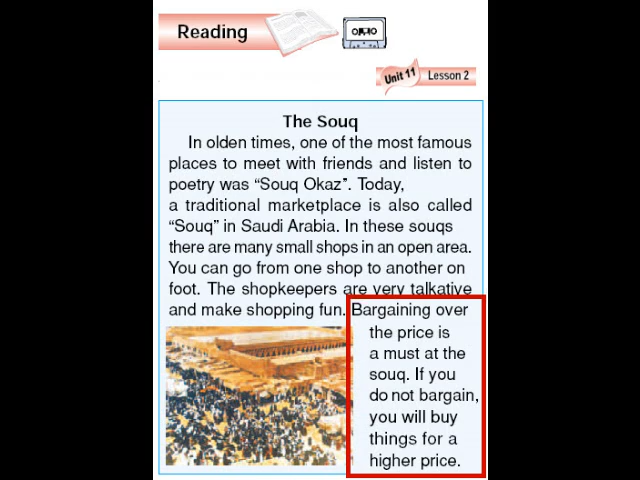 Reading
Unit 11 Lesson 2
The Souq
In olden times, one of the most famous
places to meet with friends and listen to
poetry was “Souq Okaz”. Today,
a traditional marketplace is also called
“Souq” in Saudi Arabia. In these souqs
there are many small shops in an open area.
You can go from one shop to another on
foot. The shopkeepers are very talkative
and make shopping fun. Bargaining over
the price is
a must at the
souq. If you
do not bargain,
you will buy
things for a
higher price.